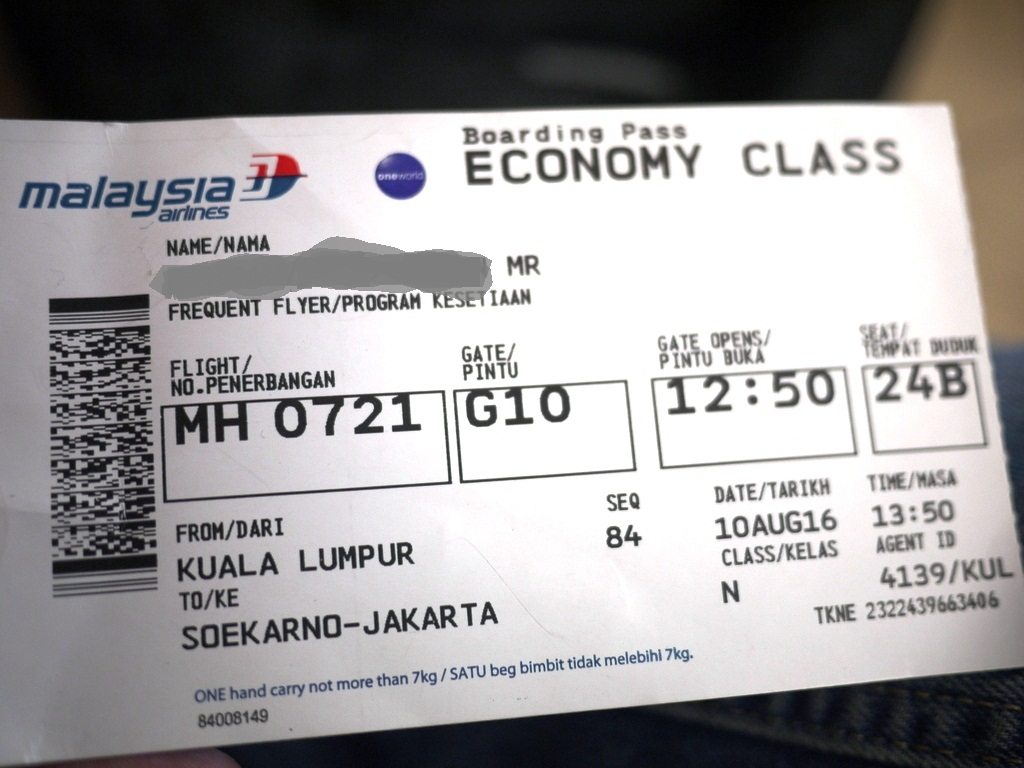 Boarding Pass
malaysia airlines
oneworld
ECONOMY CLASS
NAME/NAMA
MR
FREQUENT FLYER/PROGRAM KESETIAAN
FLIGHT/
NO.PENERBANGAN
GATE/
PINTU
GATE OPENS/
PINTU BUKA
SEAT/
TEMPAT DUDUK
MH 0721
G10
12:50
24B
FROM/DARI
KUALA LUMPUR
SEQ
84
DATE/TARIKH
10AUG16
TIME/MASA
13:50
TO/KE
SOEKARNO-JAKARTA
CLASS/KELAS
N
AGENT ID
4139/KUL
TKNE 2322439663406
ONE hand carry not more than 7kg / SATU beg bimbit tidak melebihi 7kg.
84008149